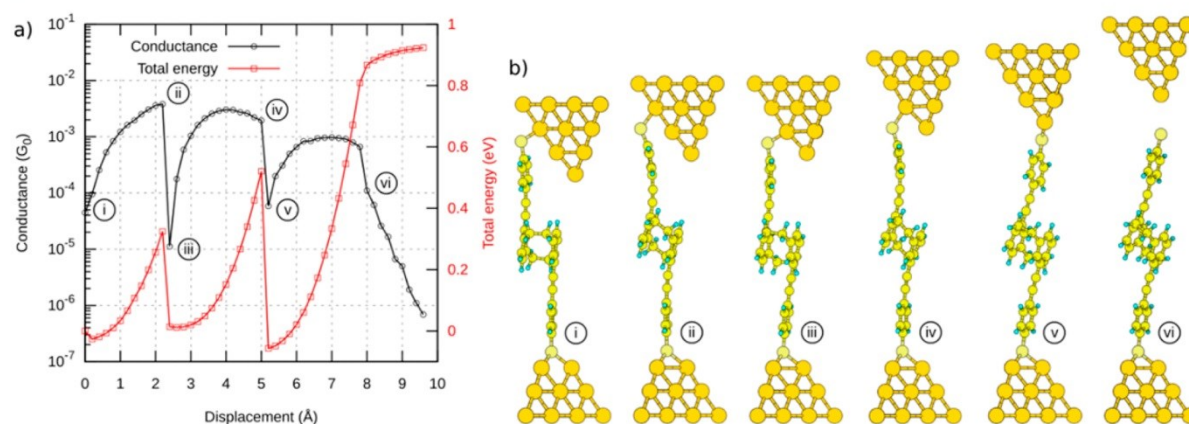 a)
Conductance (G0)
10-1
10-2
10-3
10-4
10-5
10-6
10-7
Conductance
Total energy
i
ii
iii
iv
v
vi
0 1 2 3 4 5 6 7 8 9 10
Displacement (Å)
1
0.8
0.6
0.4
0.2
0
Total energy (eV)
b)
i ii iii iv v vi